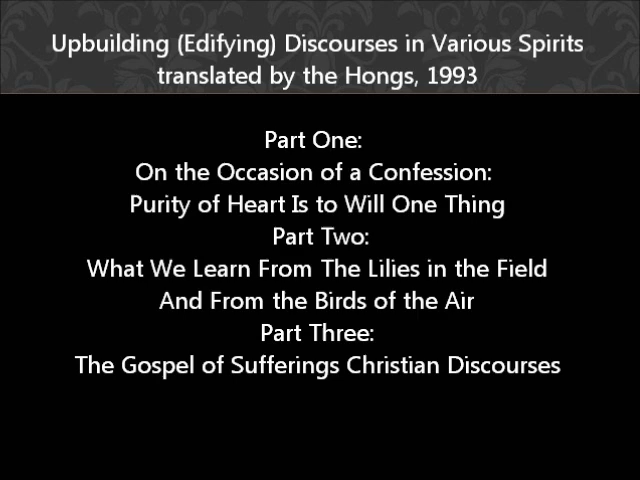 Upbuilding (Edifying) Discourses in Various Spirits
translated by the Hongs, 1993
Part One:
On the Occasion of a Confession:
Purity of Heart Is to Will One Thing
Part Two:
What We Learn From The Lilies in the Field
And From the Birds of the Air
Part Three:
The Gospel of Sufferings Christian Discourses